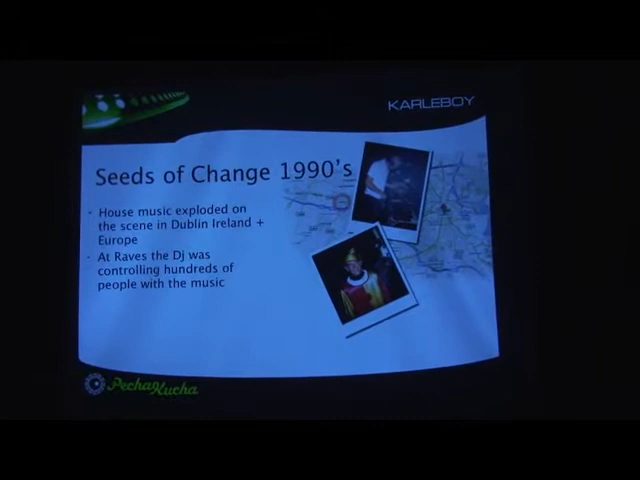 KARLEBOY
Seeds of Change 1990's
- House music exploded on
the scene in Dublin Ireland +
Europe
- At Raves the Dj was
controlling hundreds of
people with the music
PechaKucha